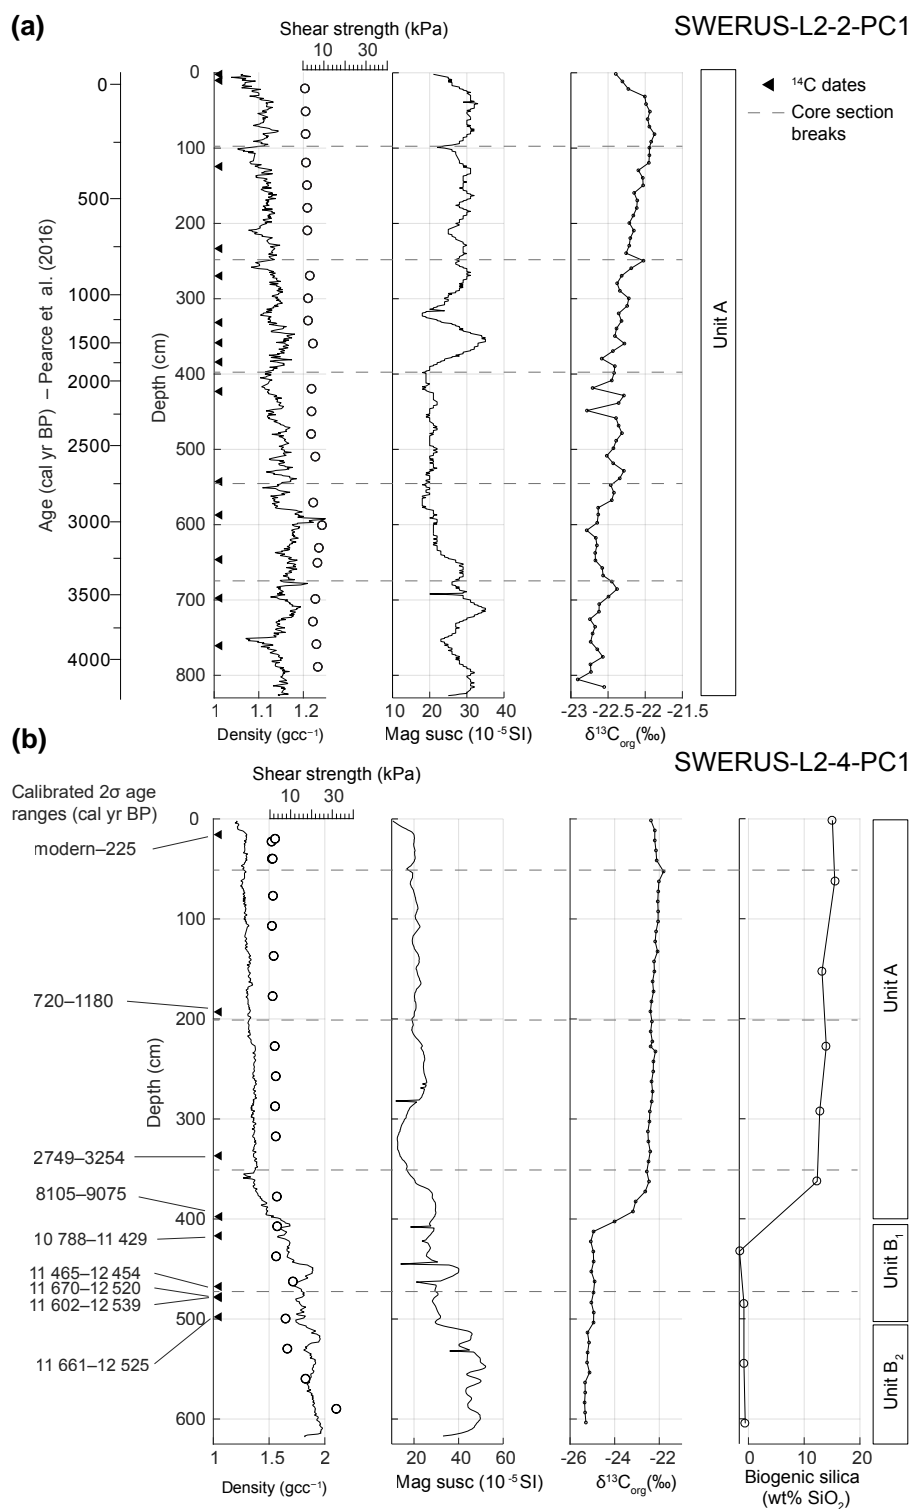 (a)
SWERUS-L2-2-PC1
Shear strength (kPa)
10 30
◄ ¹⁴C dates
Core section
breaks
Age (cal yr BP) – Pearce et al. (2016)
0
500
1000
1500
2000
2500
3000
3500
4000
Depth (cm)
0
100
200
300
400
500
600
700
800
1 1.1 1.2
Density (gcc⁻¹)
10 20 30 40
Mag susc (10⁻⁵SI)
-23 -22.5 -22 -21.5
δ¹³Corg(‰)
Unit A
(b)
SWERUS-L2-4-PC1
Shear strength (kPa)
10 30
Calibrated 2σ age
ranges (cal yr BP)
modern–225
720–1180
2749–3254
8105–9075
10 788–11 429
11 465–12 454
11 670–12 520
11 602–12 539
11 661–12 525
Depth (cm)
0
100
200
300
400
500
600
1 1.5 2
Density (gcc⁻¹)
20 40 60
Mag susc (10⁻⁵SI)
-26 -24 -22
δ¹³Corg(‰)
0 10 20
Biogenic silica
(wt% SiO₂)
Unit A
Unit B₁
Unit B₂